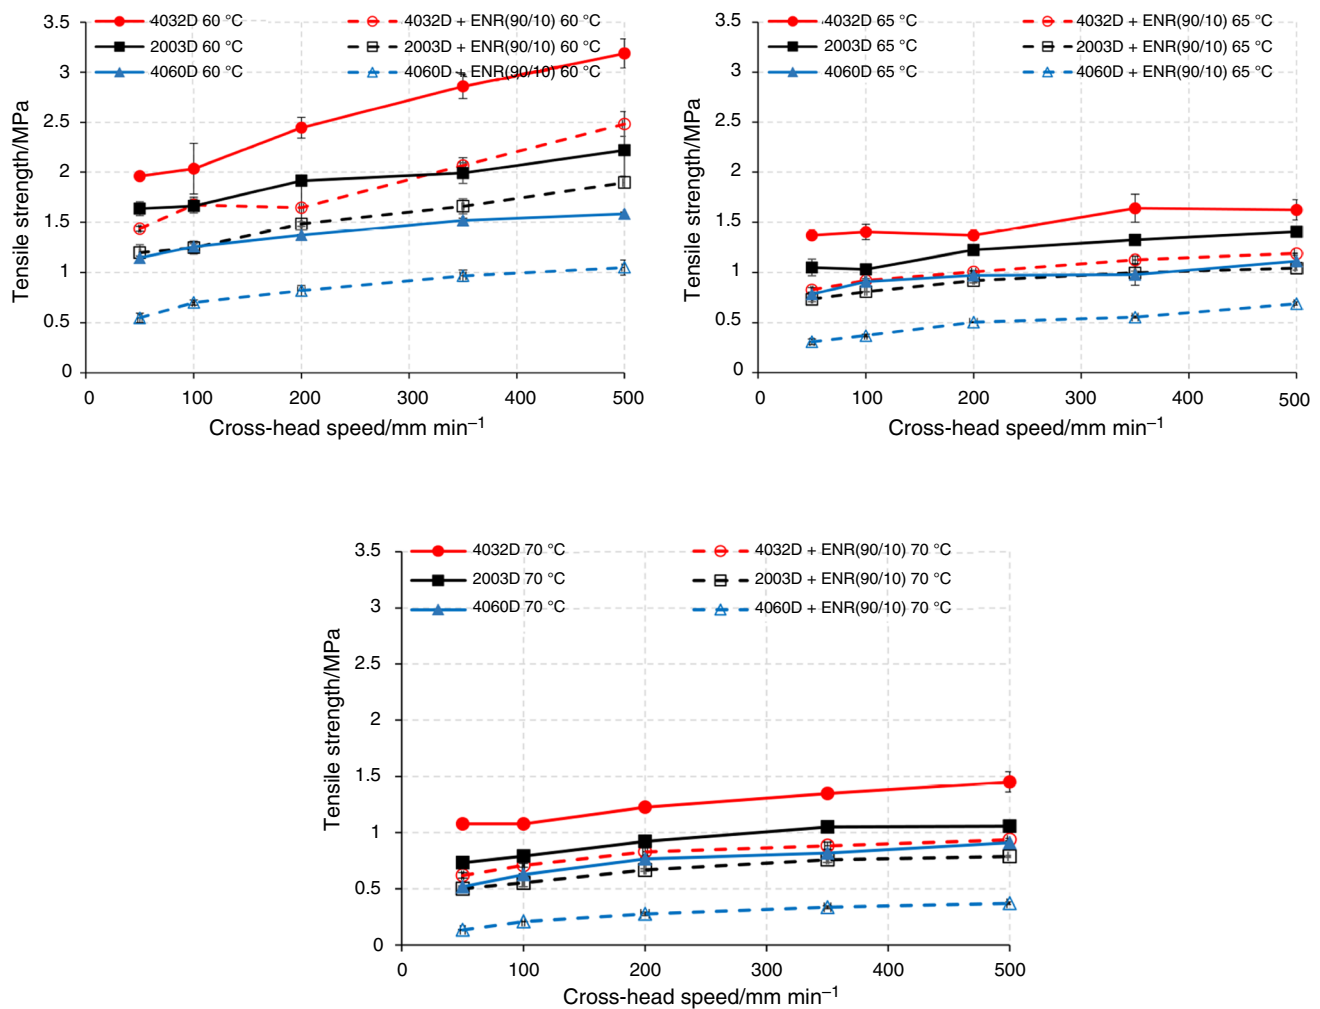 3.5
3
2.5
2
1.5
1
0.5
0
Tensile strength/MPa
4032D 60 °C
4032D + ENR(90/10) 60 °C
2003D 60 °C
2003D + ENR(90/10) 60 °C
4060D 60 °C
4060D + ENR(90/10) 60 °C
0 100 200 300 400 500
Cross-head speed/mm min⁻¹
3.5
3
2.5
2
1.5
1
0.5
0
Tensile strength/MPa
4032D 65 °C
4032D + ENR(90/10) 65 °C
2003D 65 °C
2003D + ENR(90/10) 65 °C
4060D 65 °C
4060D + ENR(90/10) 65 °C
0 100 200 300 400 500
Cross-head speed/mm min⁻¹
3.5
3
2.5
2
1.5
1
0.5
0
Tensile strength/MPa
4032D 70 °C
4032D + ENR(90/10) 70 °C
2003D 70 °C
2003D + ENR(90/10) 70 °C
4060D 70 °C
4060D + ENR(90/10) 70 °C
0 100 200 300 400 500
Cross-head speed/mm min⁻¹